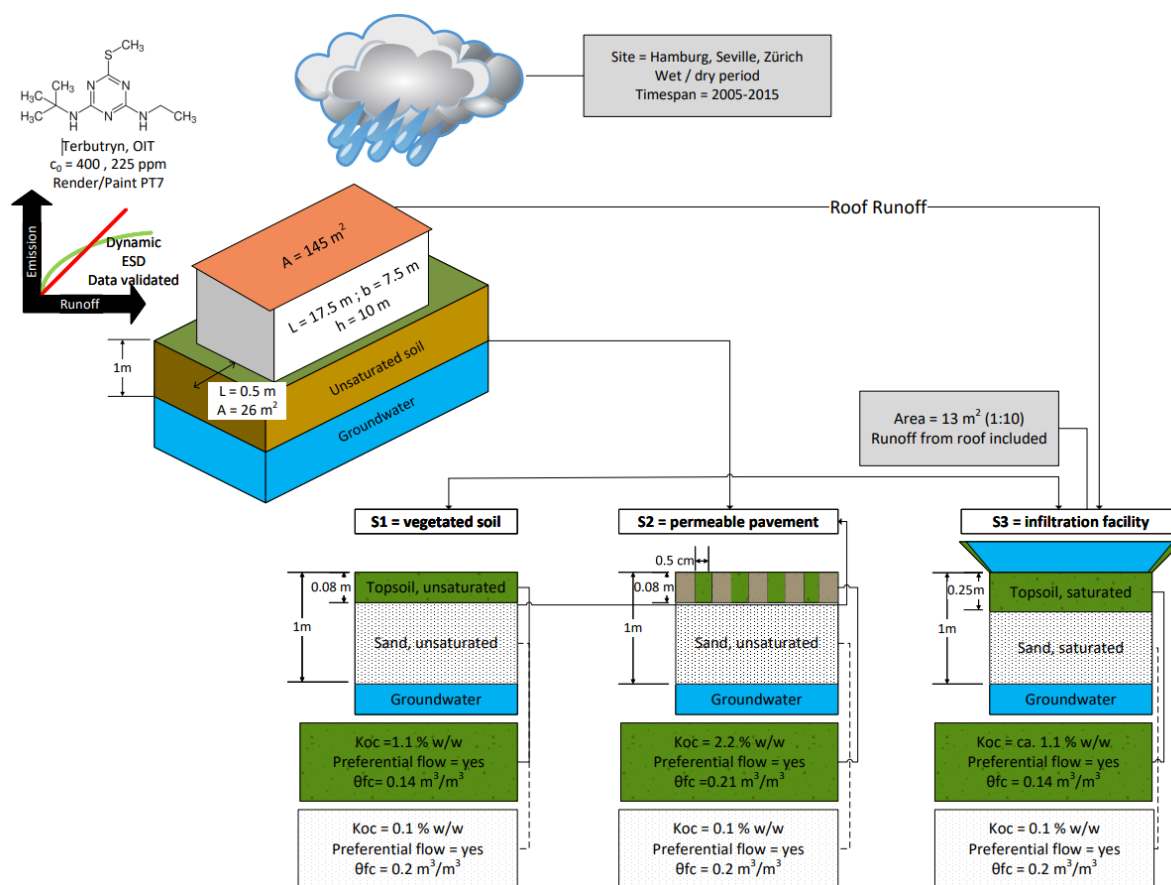 CH₃
S
CH₃
H₃C
H₃C
N
N
N
N
H
N
H
CH₃
Terbutryn, OIT
c₀ = 400 , 225 ppm
Render/Paint PT7
Emission
Dynamic
ESD
Data validated
Runoff
Site = Hamburg, Seville, Zürich
Wet / dry period
Timespan = 2005-2015
Roof Runoff
A = 145 m²
L = 17.5 m ; b = 7.5 m
h = 10 m
1m
L = 0.5 m
A = 26 m²
Unsaturated soil
Groundwater
Area = 13 m² (1:10)
Runoff from roof included
S1 = vegetated soil
0.08 m
1m
Topsoil, unsaturated
Sand, unsaturated
Groundwater
Koc =1.1 % w/w
Preferential flow = yes
θfc= 0.14 m³/m³
Koc = 0.1 % w/w
Preferential flow = yes
θfc = 0.2 m³/m³
S2 = permeable pavement
0.5 cm
0.08 m
1m
Sand, unsaturated
Groundwater
Koc = 2.2 % w/w
Preferential flow = yes
θfc =0.21 m³/m³
Koc = 0.1 % w/w
Preferential flow = yes
θfc = 0.2 m³/m³
S3 = infiltration facility
0.25m
1m
Topsoil, saturated
Sand, saturated
Groundwater
Koc = ca. 1.1 % w/w
Preferential flow = yes
θfc = 0.14 m³/m³
Koc = 0.1 % w/w
Preferential flow = yes
θfc = 0.2 m³/m³